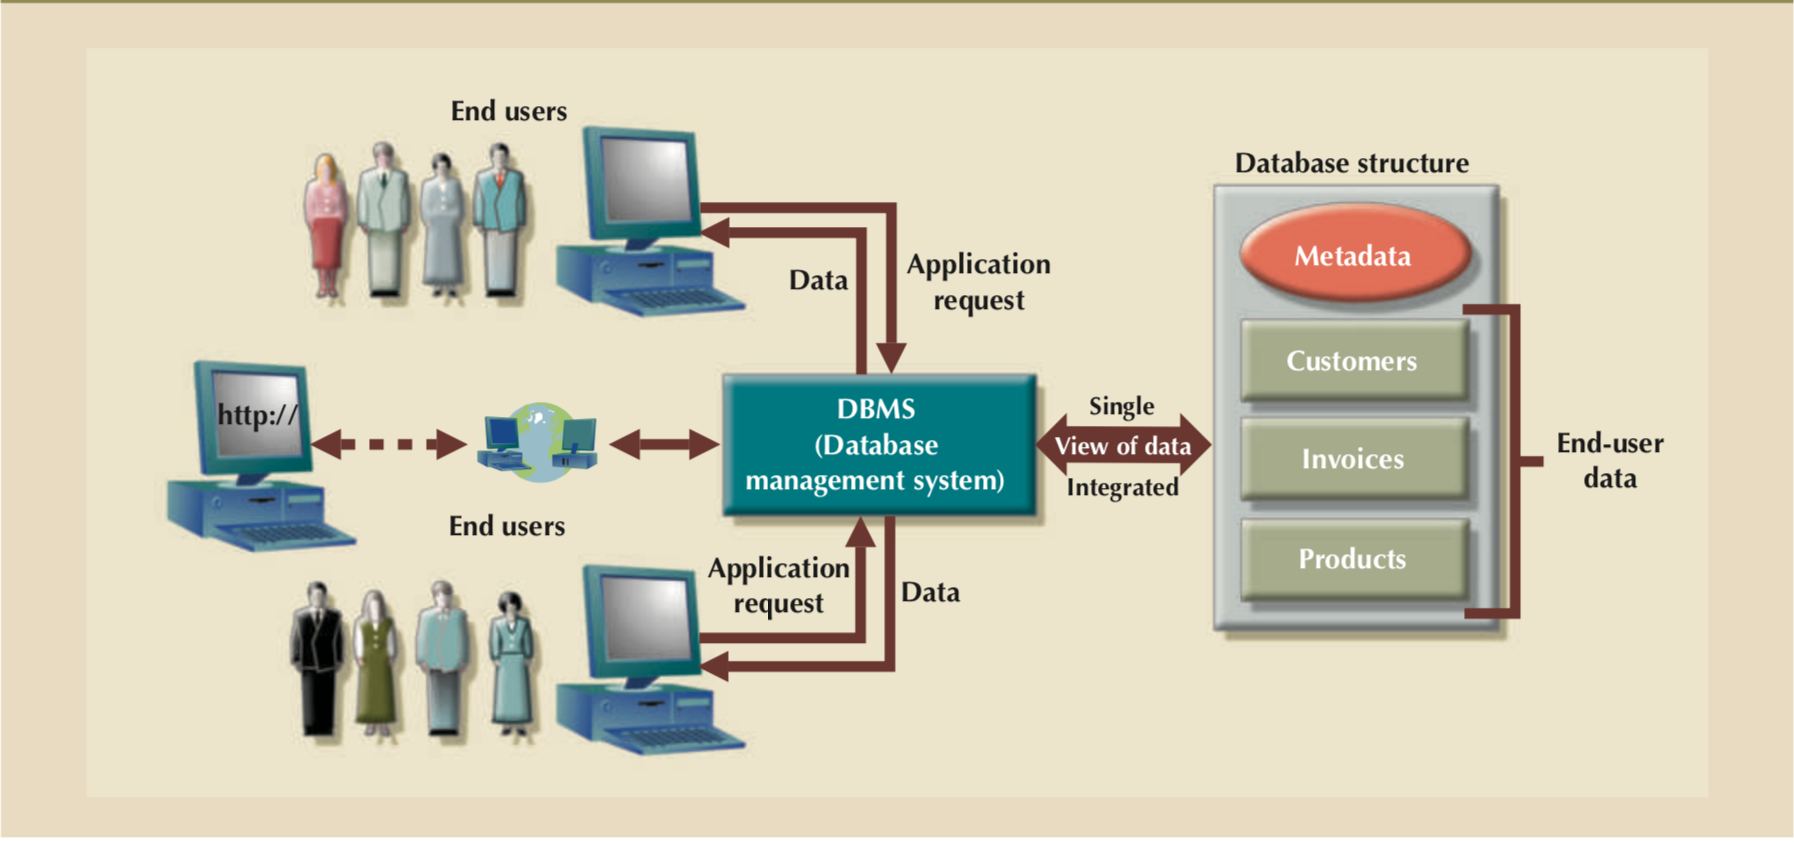 End users
Database structure
Metadata
Data
Application
request
Customers
http://
DBMS
(Database
management system)
Single
View of data
Integrated
Invoices
End-user
data
End users
Application
request
Data
Products